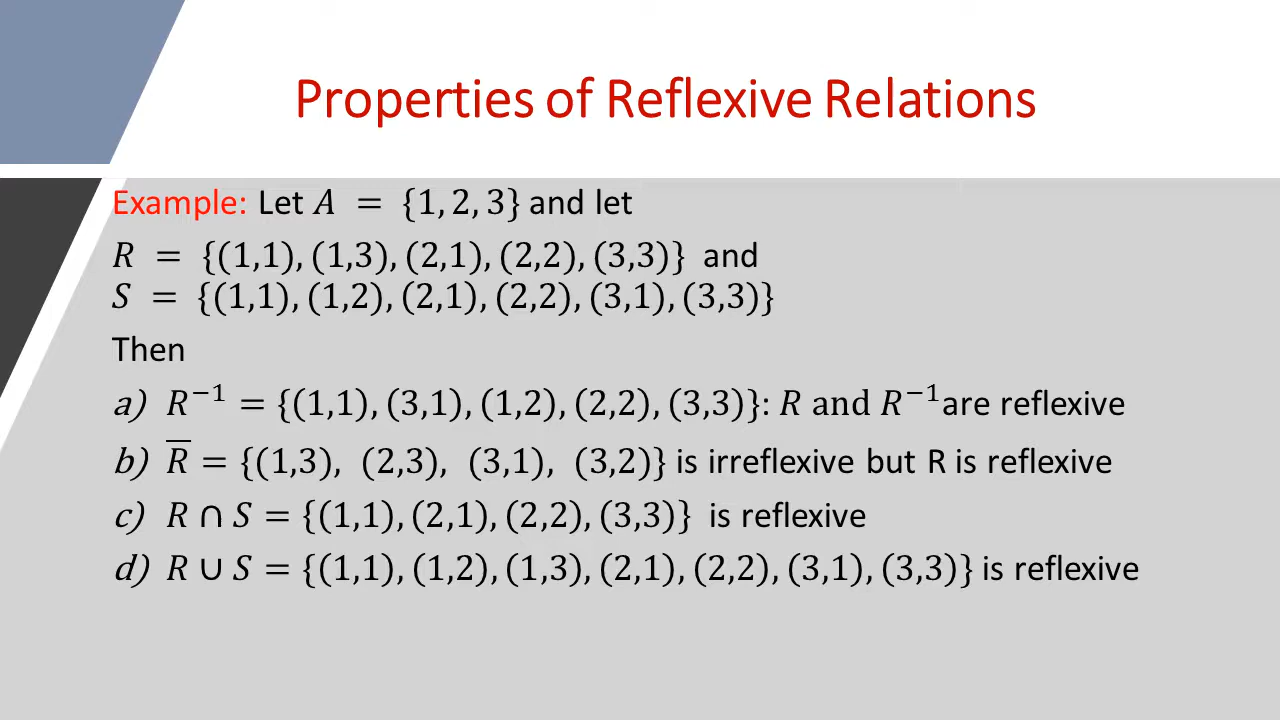 Properties of Reflexive Relations
Example: Let A = {1, 2, 3} and let
R = {(1,1), (1,3), (2,1), (2,2), (3,3)} and
S = {(1,1), (1,2), (2,1), (2,2), (3,1), (3,3)}
Then
a) R⁻¹ = {(1,1), (3,1), (1,2), (2,2), (3,3)}: R and R⁻¹are reflexive
b) R̅ = {(1,3), (2,3), (3,1), (3,2)} is irreflexive but R is reflexive
c) R ∩ S = {(1,1), (2,1), (2,2), (3,3)} is reflexive
d) R ∪ S = {(1,1), (1,2), (1,3), (2,1), (2,2), (3,1), (3,3)} is reflexive